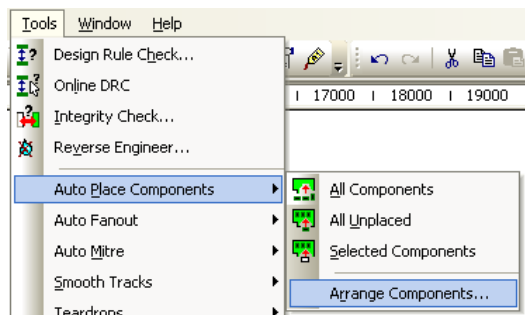 Tools Window Help
Design Rule Check...
Online DRC
17000 18000 19000
Integrity Check...
Reverse Engineer...
Auto Place Components
All Components
Auto Fanout
All Unplaced
Auto Mitre
Selected Components
Smooth Tracks
Arrange Components...
Teardrops